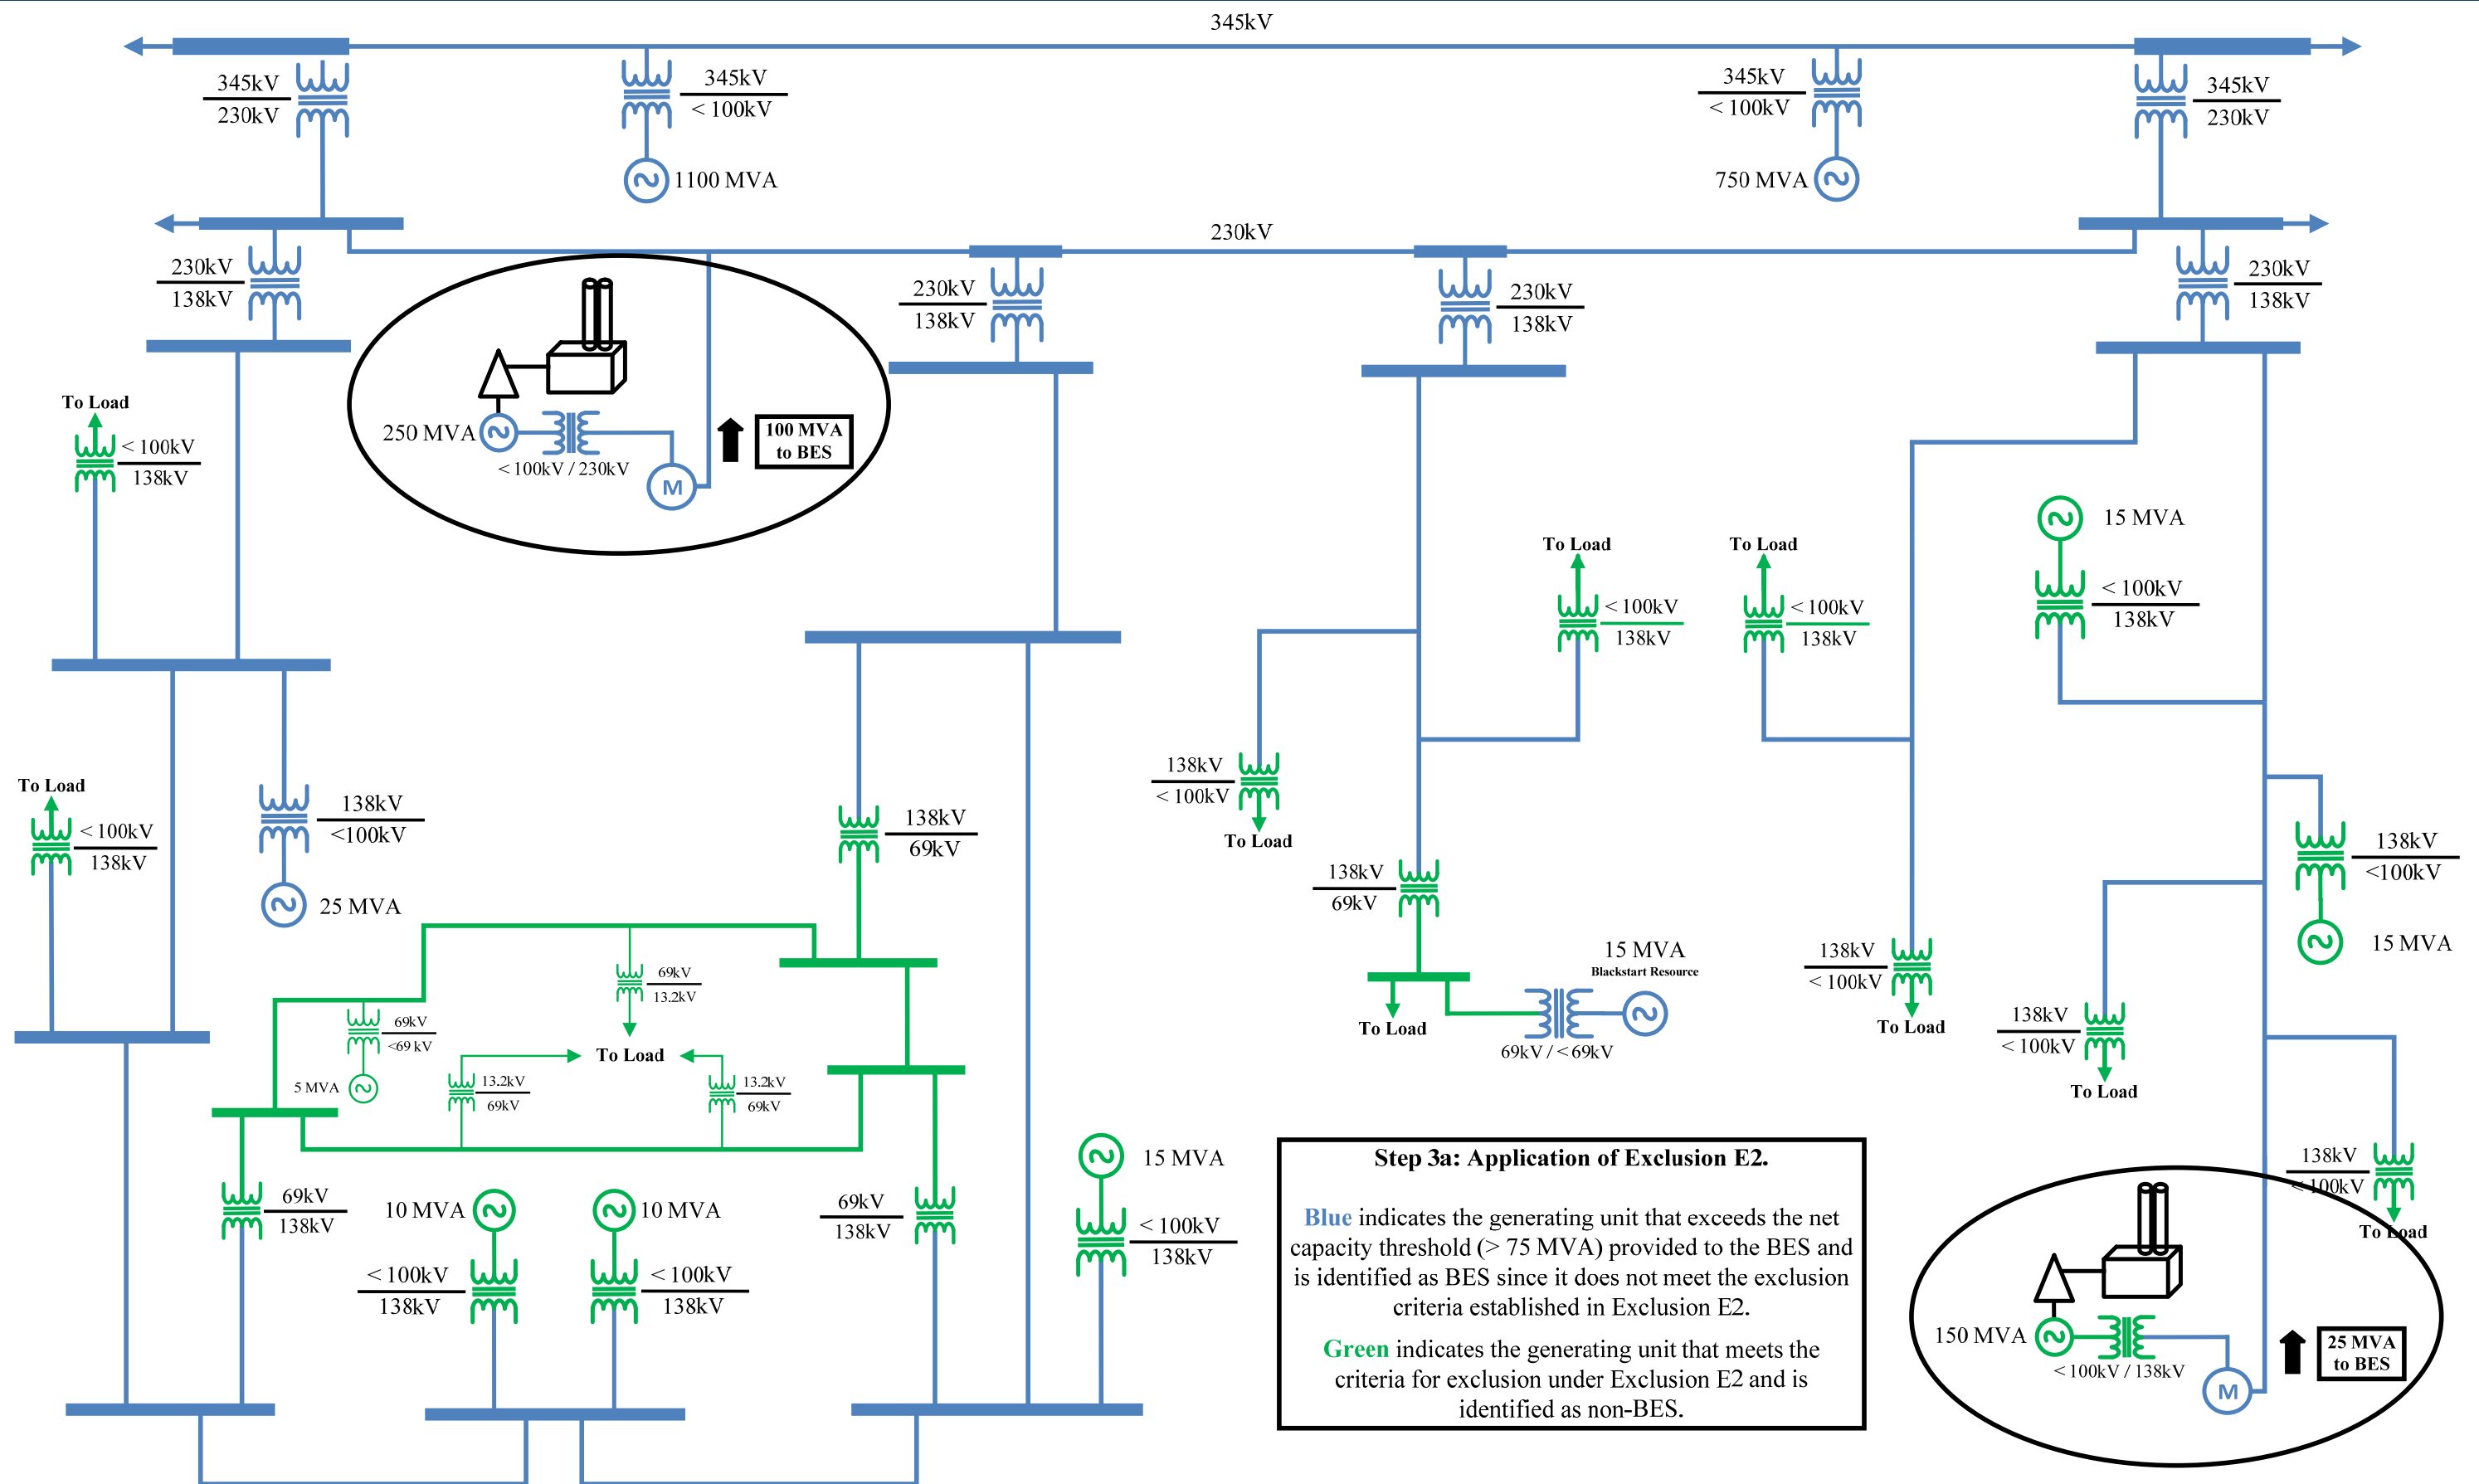 345kV
345kV
230kV
345kV
< 100kV
1100 MVA
345kV
< 100kV
750 MVA
345kV
230kV
230kV
230kV
138kV
230kV
138kV
230kV
138kV
230kV
138kV
250 MVA
< 100kV / 230kV
M
100 MVA
to BES
To Load
< 100kV
138kV
To Load
< 100kV
138kV
138kV
<100kV
25 MVA
138kV
69kV
69kV
13.2kV
69kV
<69 kV
5 MVA
To Load
13.2kV
69kV
13.2kV
69kV
69kV
138kV
10 MVA
< 100kV
138kV
10 MVA
< 100kV
138kV
69kV
138kV
15 MVA
< 100kV
138kV
To Load
< 100kV
138kV
138kV
< 100kV
To Load
138kV
69kV
To Load
15 MVA
Blackstart Resource
69kV / < 69kV
To Load
< 100kV
138kV
138kV
< 100kV
To Load
15 MVA
< 100kV
138kV
138kV
<100kV
15 MVA
138kV
< 100kV
To Load
138kV
< 100kV
To Load
150 MVA
< 100kV / 138kV
M
25 MVA
to BES
Step 3a: Application of Exclusion E2.
Blue indicates the generating unit that exceeds the net
capacity threshold (> 75 MVA) provided to the BES and
is identified as BES since it does not meet the exclusion
criteria established in Exclusion E2.
Green indicates the generating unit that meets the
criteria for exclusion under Exclusion E2 and is
identified as non-BES.